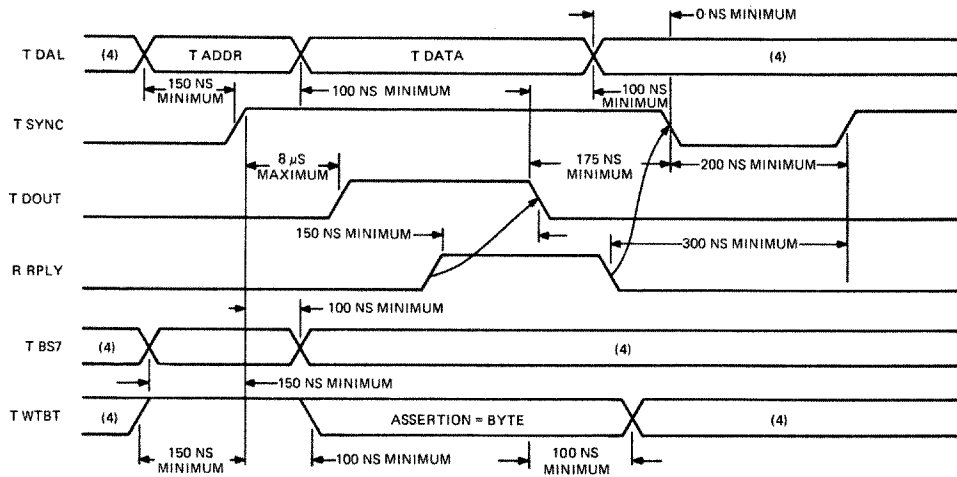 0 NS MINIMUM
T DAL (4) T ADDR T DATA (4)
150 NS
MINIMUM
100 NS MINIMUM
100 NS
MINIMUM
T SYNC
8 μS
MAXIMUM
175 NS
MINIMUM
200 NS MINIMUM
T DOUT
150 NS MINIMUM
300 NS MINIMUM
R RPLY
100 NS MINIMUM
T BS7 (4) (4)
150 NS MINIMUM
T WTBT (4) ASSERTION = BYTE (4)
150 NS
MINIMUM
100 NS MINIMUM
100 NS
MINIMUM